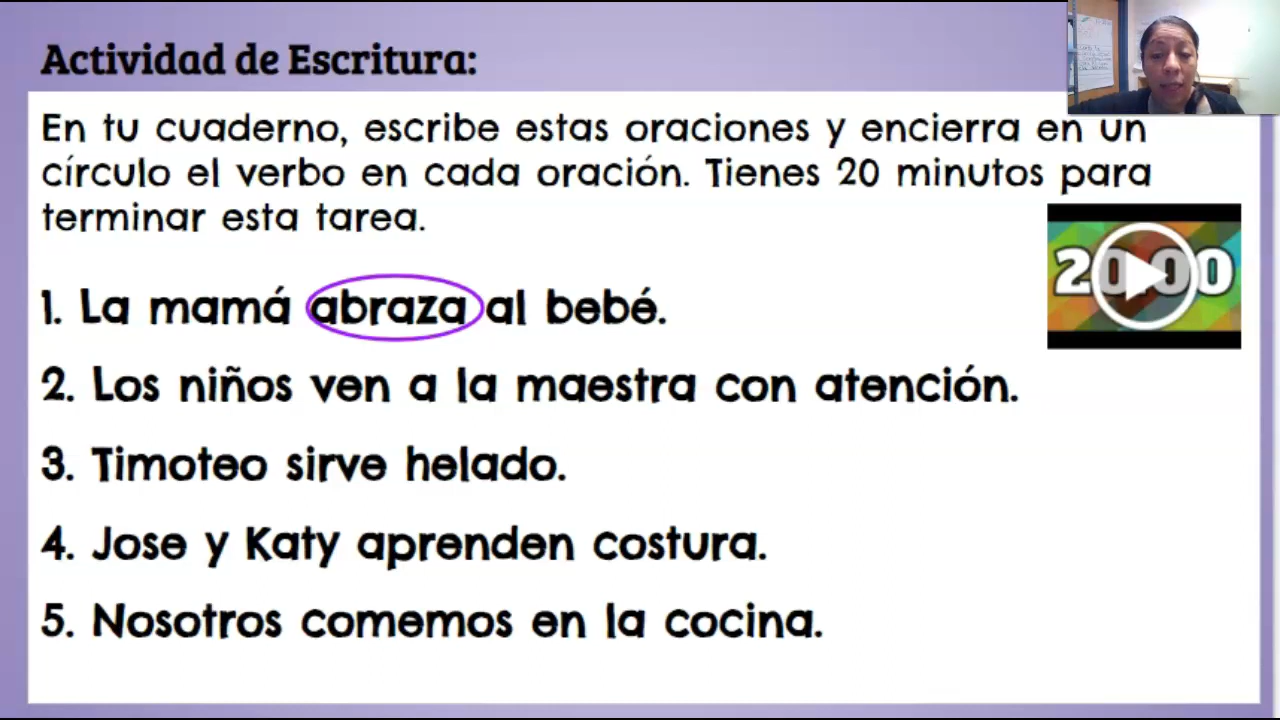 Actividad de Escritura:
En tu cuaderno, escribe estas oraciones y encierra en un
círculo el verbo en cada oración. Tienes 20 minutos para
terminar esta tarea.
20:00
1. La mamá abraza al bebé.
2. Los niños ven a la maestra con atención.
3. Timoteo sirve helado.
4. Jose y Katy aprenden costura.
5. Nosotros comemos en la cocina.